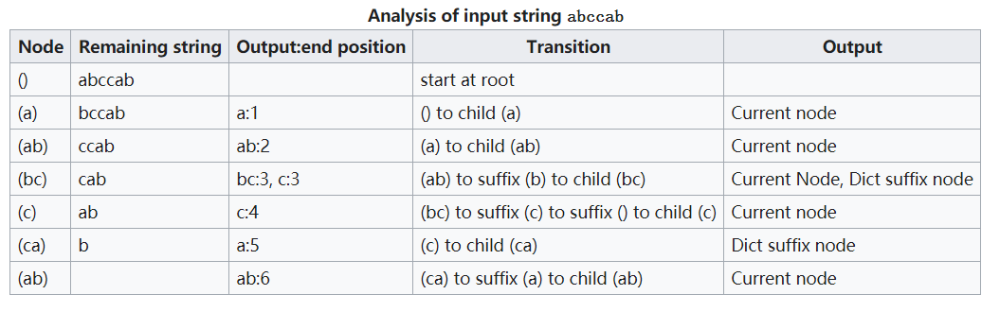 Analysis of input string abccab
Node Remaining string Output:end position Transition Output
() abccab start at root
(a) bccab a:1 () to child (a) Current node
(ab) ccab ab:2 (a) to child (ab) Current node
(bc) cab bc:3, c:3 (ab) to suffix (b) to child (bc) Current Node, Dict suffix node
(c) ab c:4 (bc) to suffix (c) to suffix () to child (c) Current node
(ca) b a:5 (c) to child (ca) Dict suffix node
(ab) ab:6 (ca) to suffix (a) to child (ab) Current node